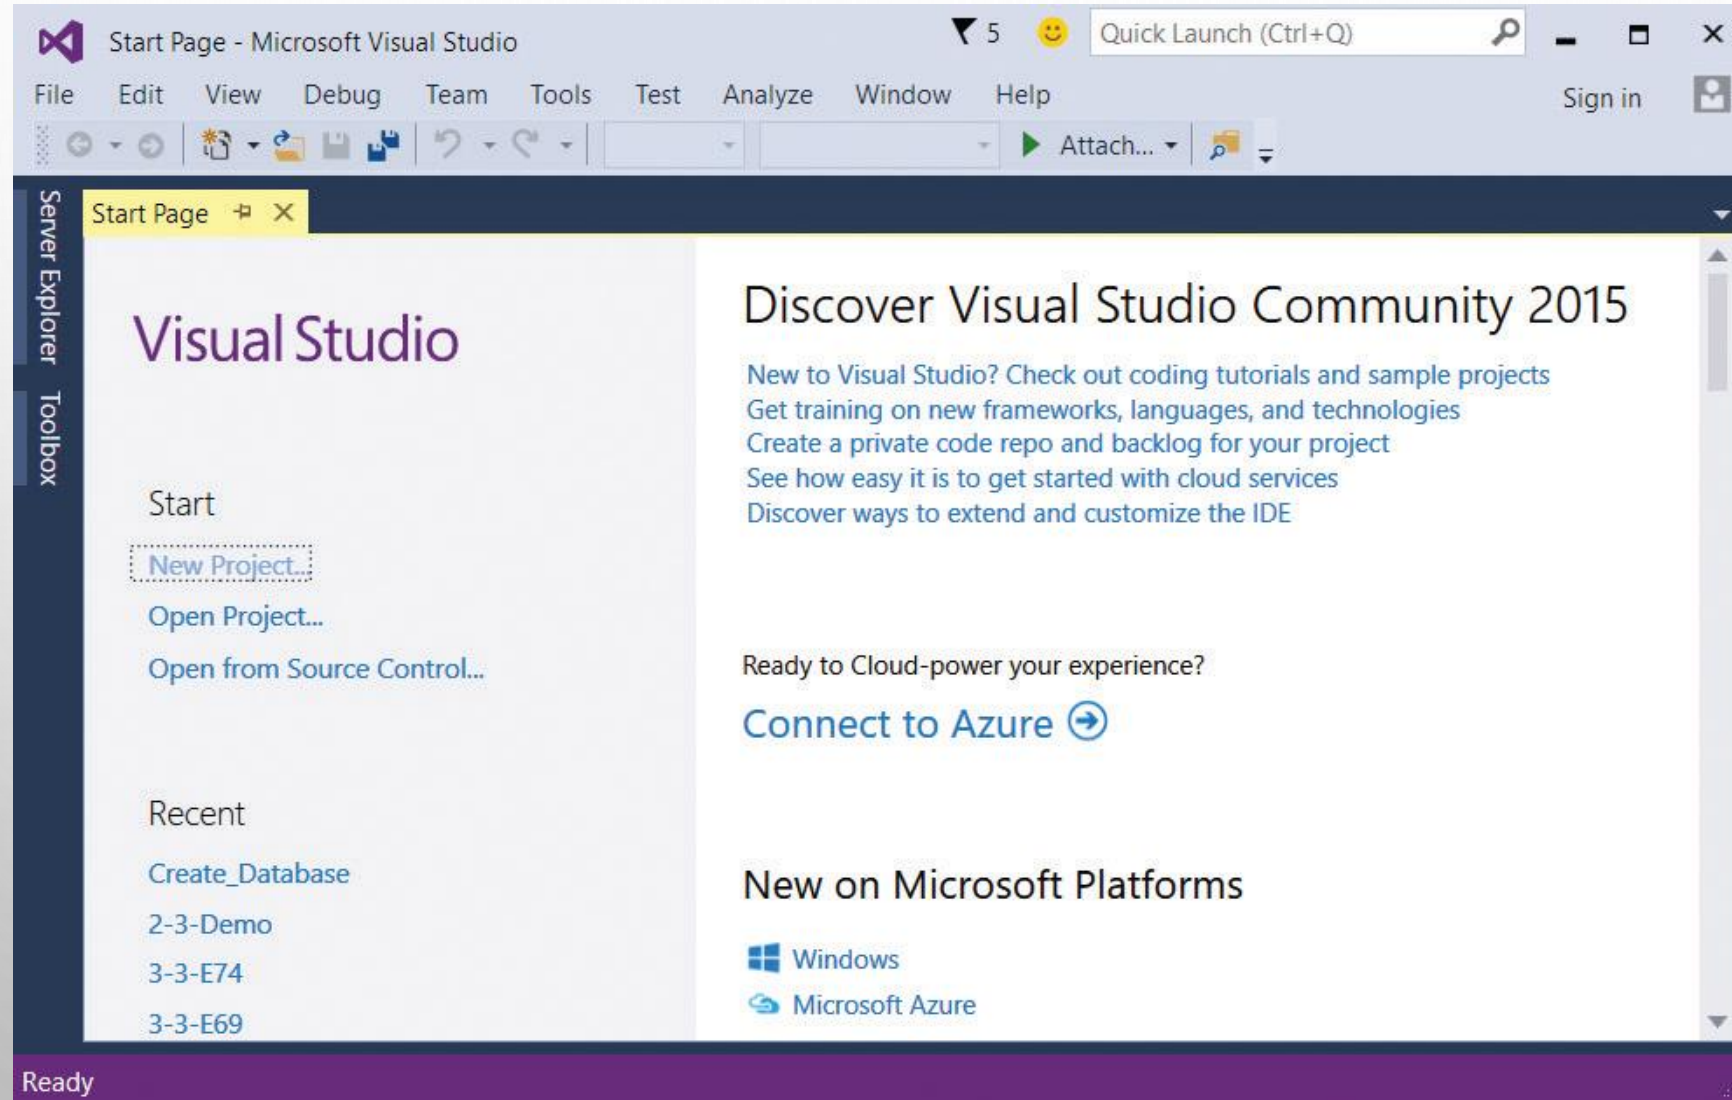 Start Page - Microsoft Visual Studio
5
Quick Launch (Ctrl+Q)
File Edit View Debug Team Tools Test Analyze Window Help
Sign in
Attach...
Server Explorer
Toolbox
Start Page
Visual Studio
Start
New Project...
Open Project...
Open from Source Control...
Recent
Create_Database
2-3-Demo
3-3-E74
3-3-E69
Discover Visual Studio Community 2015
New to Visual Studio? Check out coding tutorials and sample projects
Get training on new frameworks, languages, and technologies
Create a private code repo and backlog for your project
See how easy it is to get started with cloud services
Discover ways to extend and customize the IDE
Ready to Cloud-power your experience?
Connect to Azure
New on Microsoft Platforms
Windows
Microsoft Azure
Ready